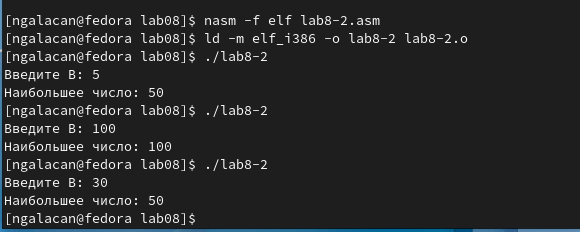 [ngalacan@fedora lab08]$ nasm -f elf lab8-2.asm
[ngalacan@fedora lab08]$ ld -m elf_i386 -o lab8-2 lab8-2.o
[ngalacan@fedora lab08]$ ./lab8-2
Введите B: 5
Наибольшее число: 50
[ngalacan@fedora lab08]$ ./lab8-2
Введите B: 100
Наибольшее число: 100
[ngalacan@fedora lab08]$ ./lab8-2
Введите B: 30
Наибольшее число: 50
[ngalacan@fedora lab08]$